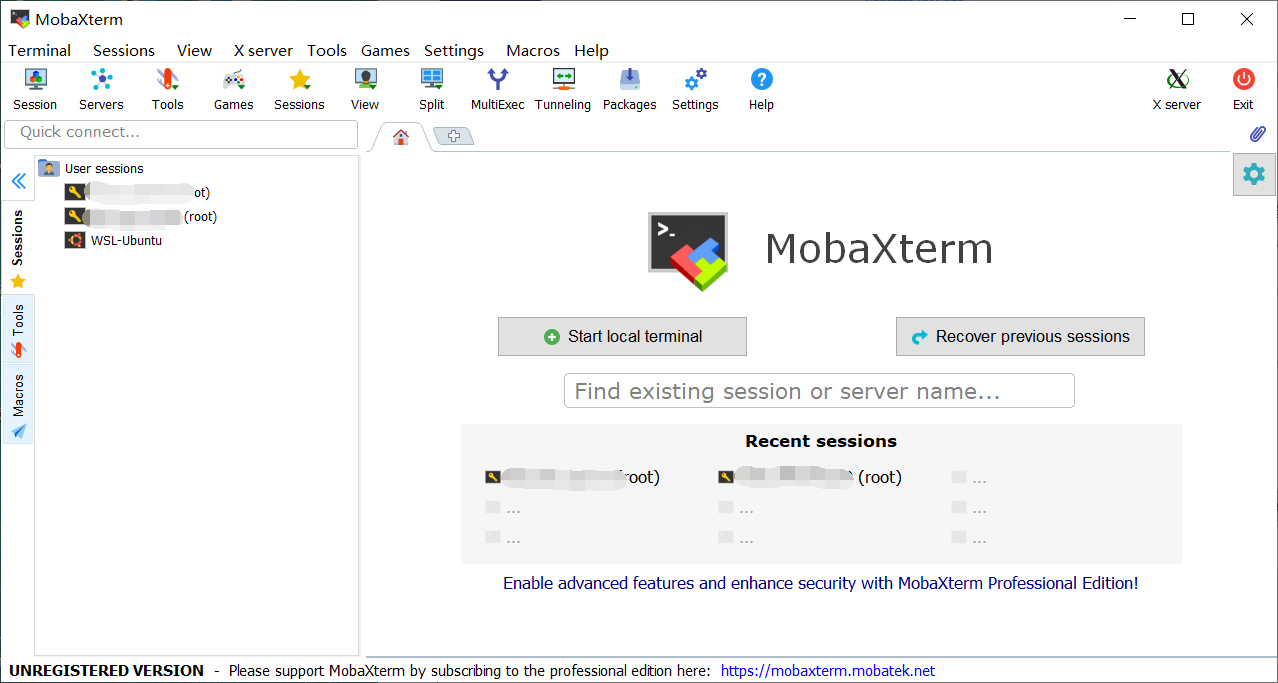 MobaXterm
Terminal Sessions View X server Tools Games Settings Macros Help
Session Servers Tools Games Sessions View Split MultiExec Tunneling Packages Settings Help X server Exit
Quick connect...
User sessions
ot)
(root)
WSL-Ubuntu
Sessions
Tools
Macros
>_
MobaXterm
Start local terminal
Recover previous sessions
Find existing session or server name...
Recent sessions
root) (root) ...
... ... ...
... ... ...
Enable advanced features and enhance security with MobaXterm Professional Edition!
UNREGISTERED VERSION - Please support MobaXterm by subscribing to the professional edition here: https://mobaxterm.mobatek.net